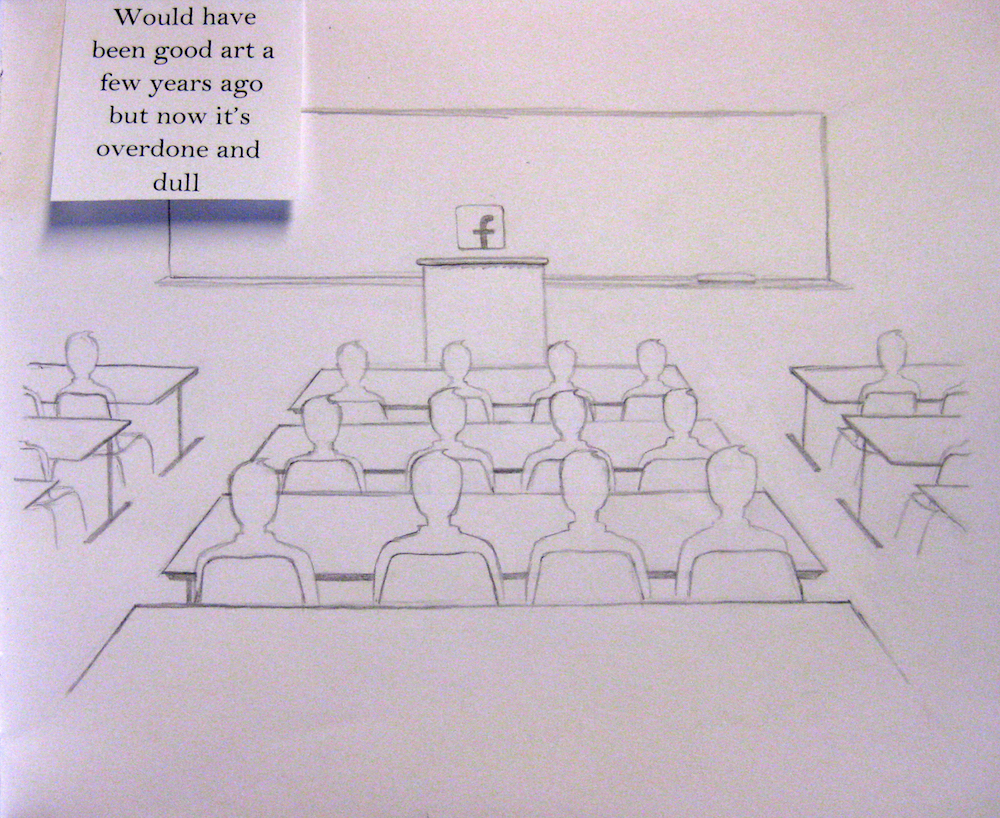 Would have
been good art a
few years ago
but now it's
overdone and
dull
f